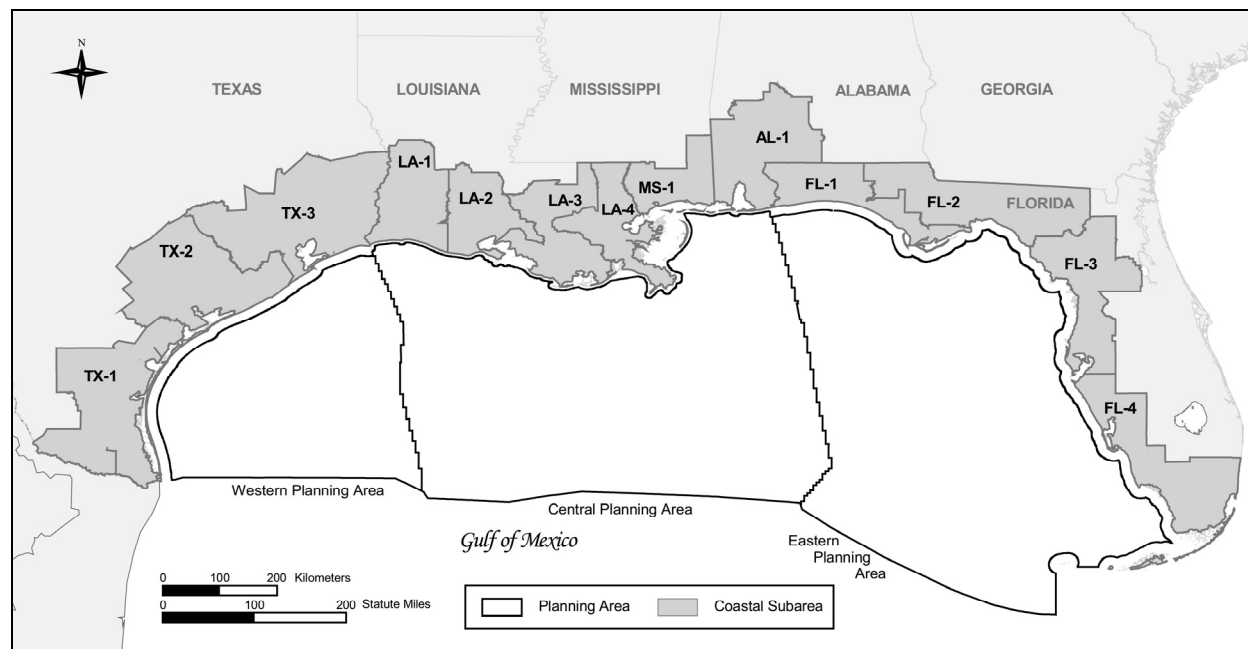 N
TEXAS
LOUISIANA
MISSISSIPPI
ALABAMA
GEORGIA
AL-1
LA-1
MS-1
FL-1
LA-2
LA-3
LA-4
TX-3
FL-2
FLORIDA
TX-2
FL-3
TX-1
FL-4
Western Planning Area
Central Planning Area
Gulf of Mexico
Eastern
Planning
Area
0 100 200 Kilometers
0 100 200 Statute Miles
Planning Area
Coastal Subarea